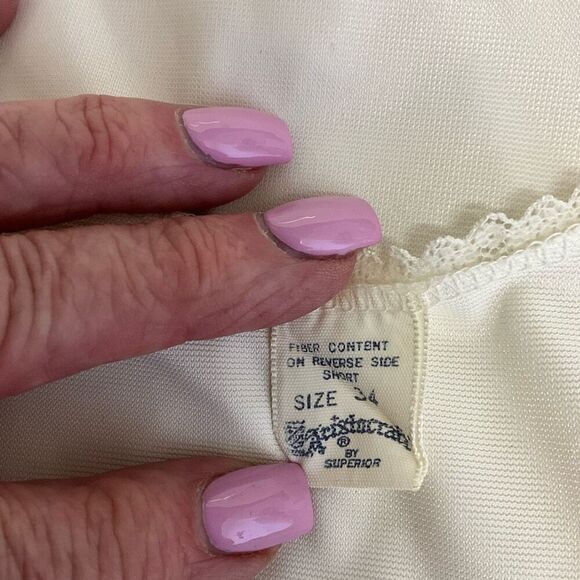 FIBER CONTENT
ON REVERSE SIDE
SHORT
SIZE 34
Aristocraft
®
BY
SUPERIOR